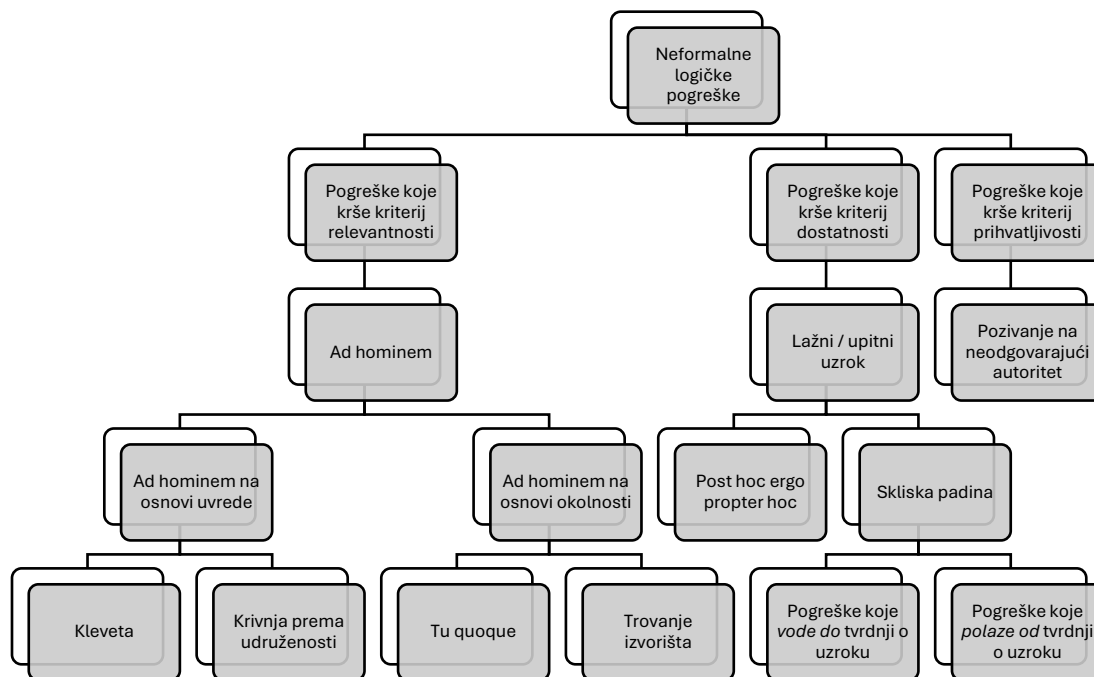 Neformalne
logičke
pogreške
Pogreške koje
krše kriterij
relevantnosti
Pogreške koje
krše kriterij
dostatnosti
Pogreške koje
krše kriterij
prihvatljivosti
Ad hominem
Lažni / upitni
uzrok
Pozivanje na
neodgovarajući
autoritet
Ad hominem na
osnovi uvrede
Ad hominem na
osnovi okolnosti
Post hoc ergo
propter hoc
Skliska padina
Kleveta
Krivnja prema
udruženosti
Tu quoque
Trovanje
izvorišta
Pogreške koje
vode do tvrdnji o
uzroku
Pogreške koje
polaze od tvrdnji
o uzroku